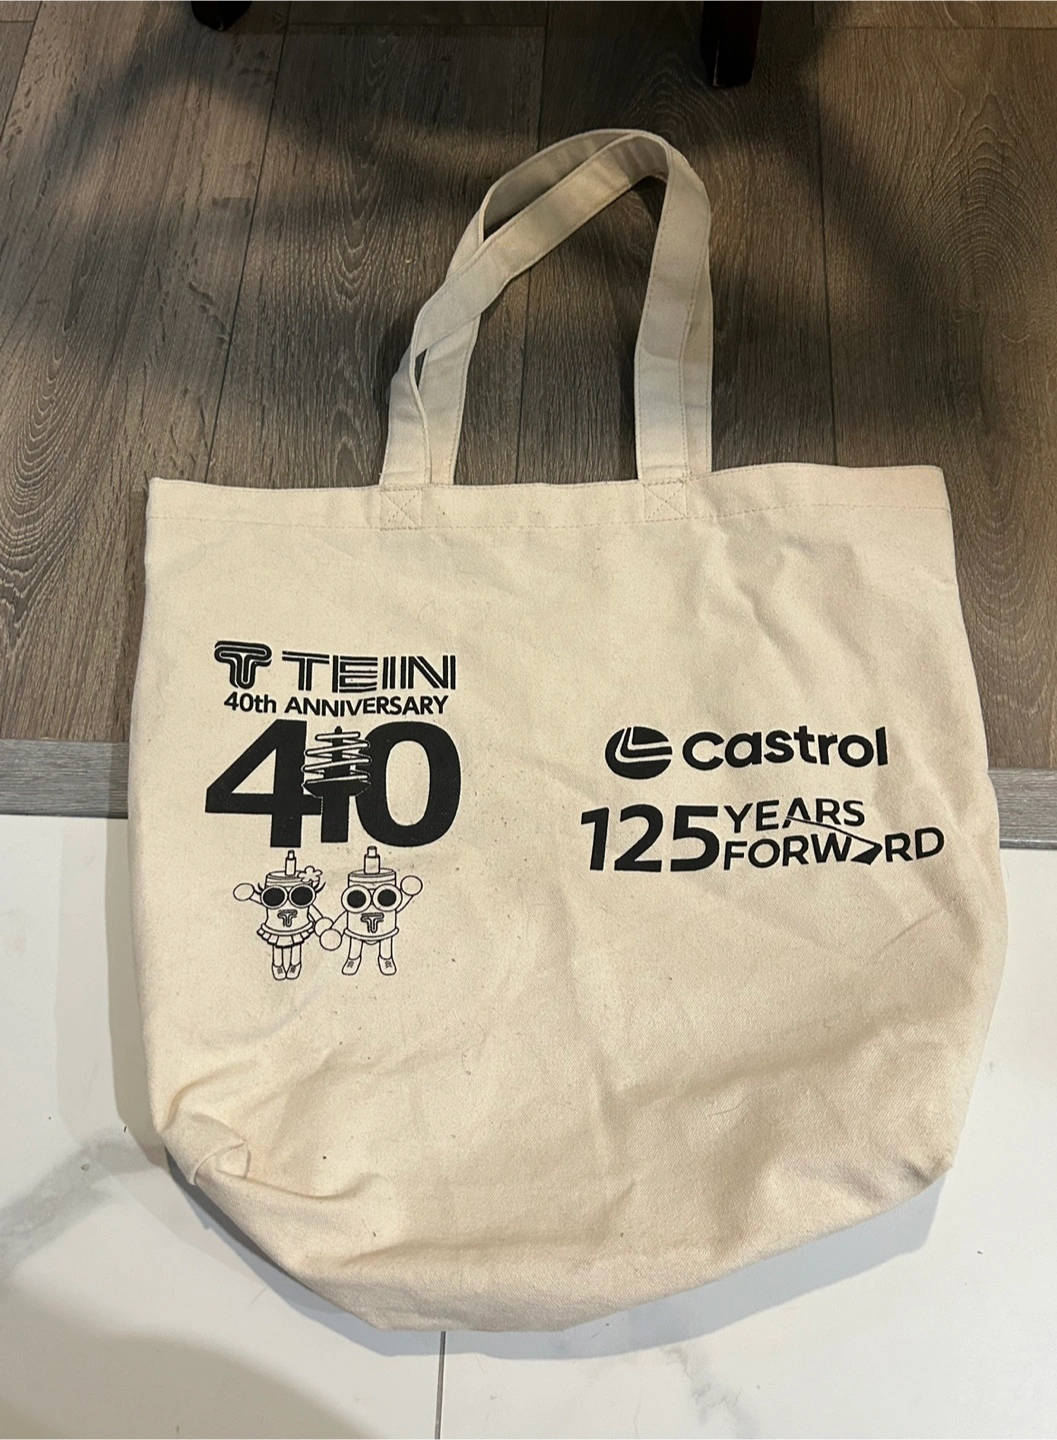 TEIN
40th ANNIVERSARY
40
Castrol
125 YEARS
FORWARD